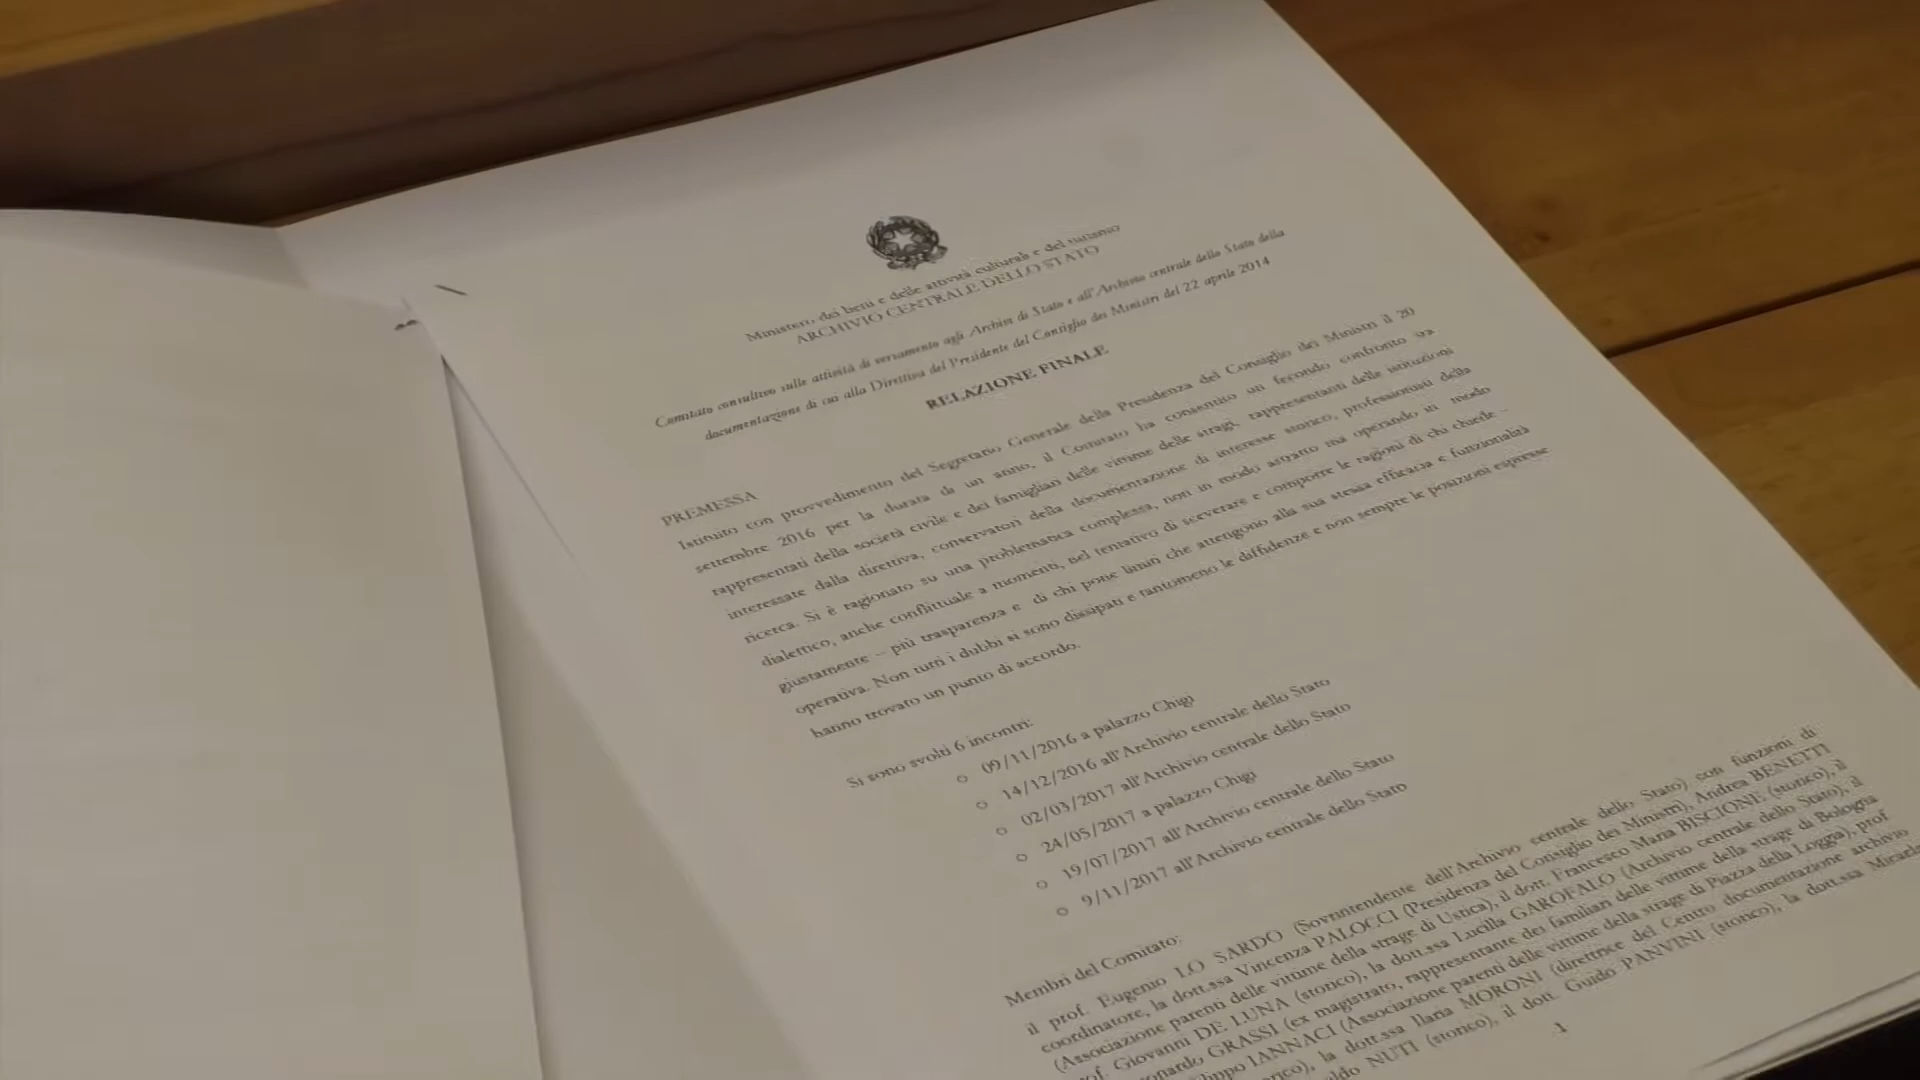 Ministero dei beni e delle attività culturali e del turismo
ARCHIVIO CENTRALE DELLO STATO
Comitato consultivo sulle attività di versamento agli Archivi di Stato e all'Archivio centrale dello Stato della
documentazione di cui alla Direttiva del Presidente del Consiglio dei Ministri del 22 aprile 2014
RELAZIONE FINALE
PREMESSA
Istituito con provvedimento del Segretario Generale della Presidenza del Consiglio dei Ministri il 20
settembre 2016 per la durata di un anno, il Comitato ha consentito un fecondo confronto tra
rappresentati della società civile e dei famigliari delle vittime delle stragi, rappresentanti delle istituzioni
interessate dalla direttiva, conservatori della documentazione di interesse storico, professionisti della
ricerca. Si è ragionato su una problematica complessa, non in modo astratto ma operando in modo
dialettico, anche conflittuale a momenti, nel tentativo di sceverare e comporre le ragioni di chi chiede –
giustamente – più trasparenza e di chi pone limiti che attengono alla sua stessa efficacia e funzionalità
operativa. Non tutti i dubbi si sono dissipati e tantomeno le diffidenze e non sempre le posizioni espresse
hanno trovato un punto di accordo.
Si sono svolti 6 incontri:
○ 09/11/2016 a palazzo Chigi
○ 14/12/2016 all'Archivio centrale dello Stato
○ 02/03/2017 all'Archivio centrale dello Stato
○ 24/05/2017 a palazzo Chigi
○ 19/07/2017 all'Archivio centrale dello Stato
○ 9/11/2017 all'Archivio centrale dello Stato
Membri del Comitato:
il prof. Eugenio LO SARDO (Sovrintendente dell'Archivio centrale dello Stato) con funzioni di
coordinatore, la dott.ssa Vincenza PALOCCI (Presidenza del Consiglio dei Ministri), Andrea BENETTI
(Associazione parenti delle vittime della strage di Ustica), il dott. Francesco Maria BISCIONE (storico), il
prof. Giovanni DE LUNA (storico), la dott.ssa Lucilla GAROFALO (Archivio centrale dello Stato), il
GRASSI (ex magistrato, rappresentante dei familiari delle vittime della strage di Bologna
IANNACI (Associazione parenti delle vittime della strage di Piazza della Loggia), prof.
la dott.ssa Ilaria MORONI (direttrice del Centro documentazione archivio
NUTI (storico), il dott. Guido PANVINI (storico), la dott.ssa
1